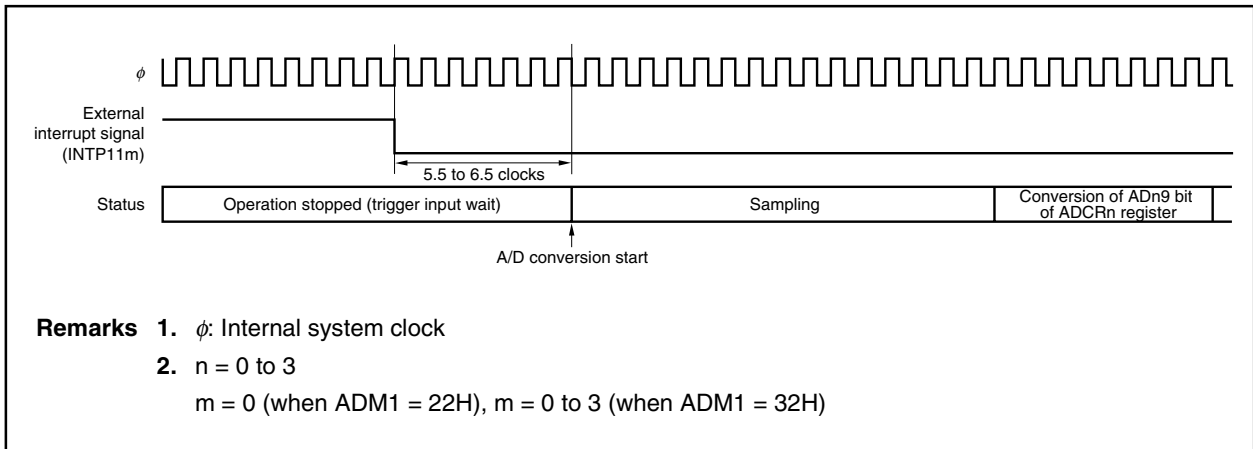 ϕ
External
interrupt signal
(INTP11m)
5.5 to 6.5 clocks
Status
Operation stopped (trigger input wait)
Sampling
Conversion of ADn9 bit
of ADCRn register
A/D conversion start
Remarks 1. ϕ: Internal system clock
2. n = 0 to 3
m = 0 (when ADM1 = 22H), m = 0 to 3 (when ADM1 = 32H)